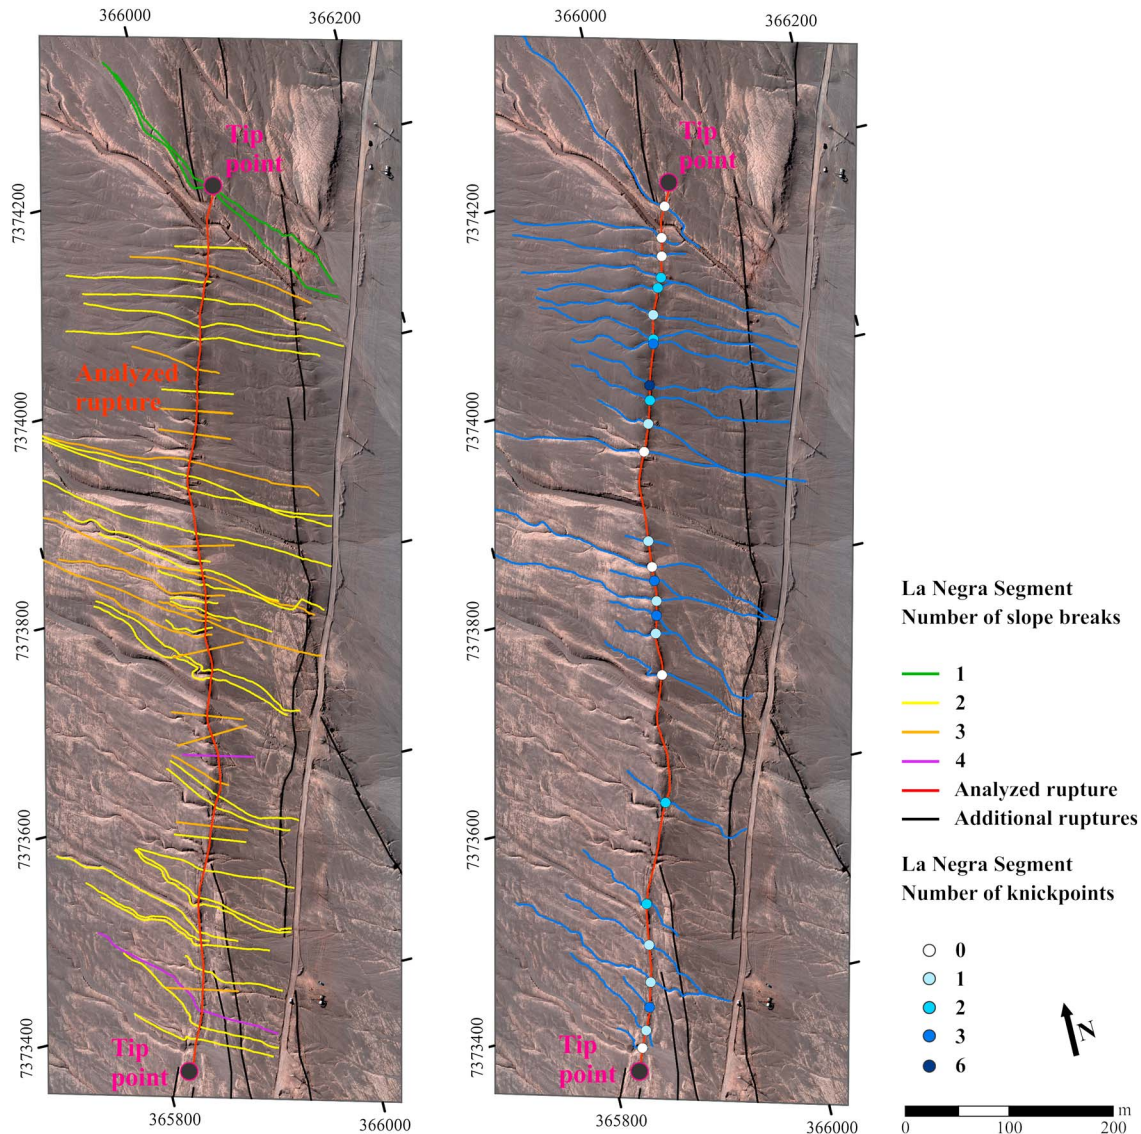 366000
366200
366000
366200
Tip
point
Tip
point
7374200
7374200
Analyzed
rupture
7374000
7374000
7373800
7373800
La Negra Segment
Number of slope breaks
1
2
3
4
Analyzed rupture
Additional ruptures
7373600
7373600
La Negra Segment
Number of knickpoints
0
1
2
3
6
N
7373400
7373400
Tip
point
Tip
point
365800
366000
365800
366000
m
0
100
200